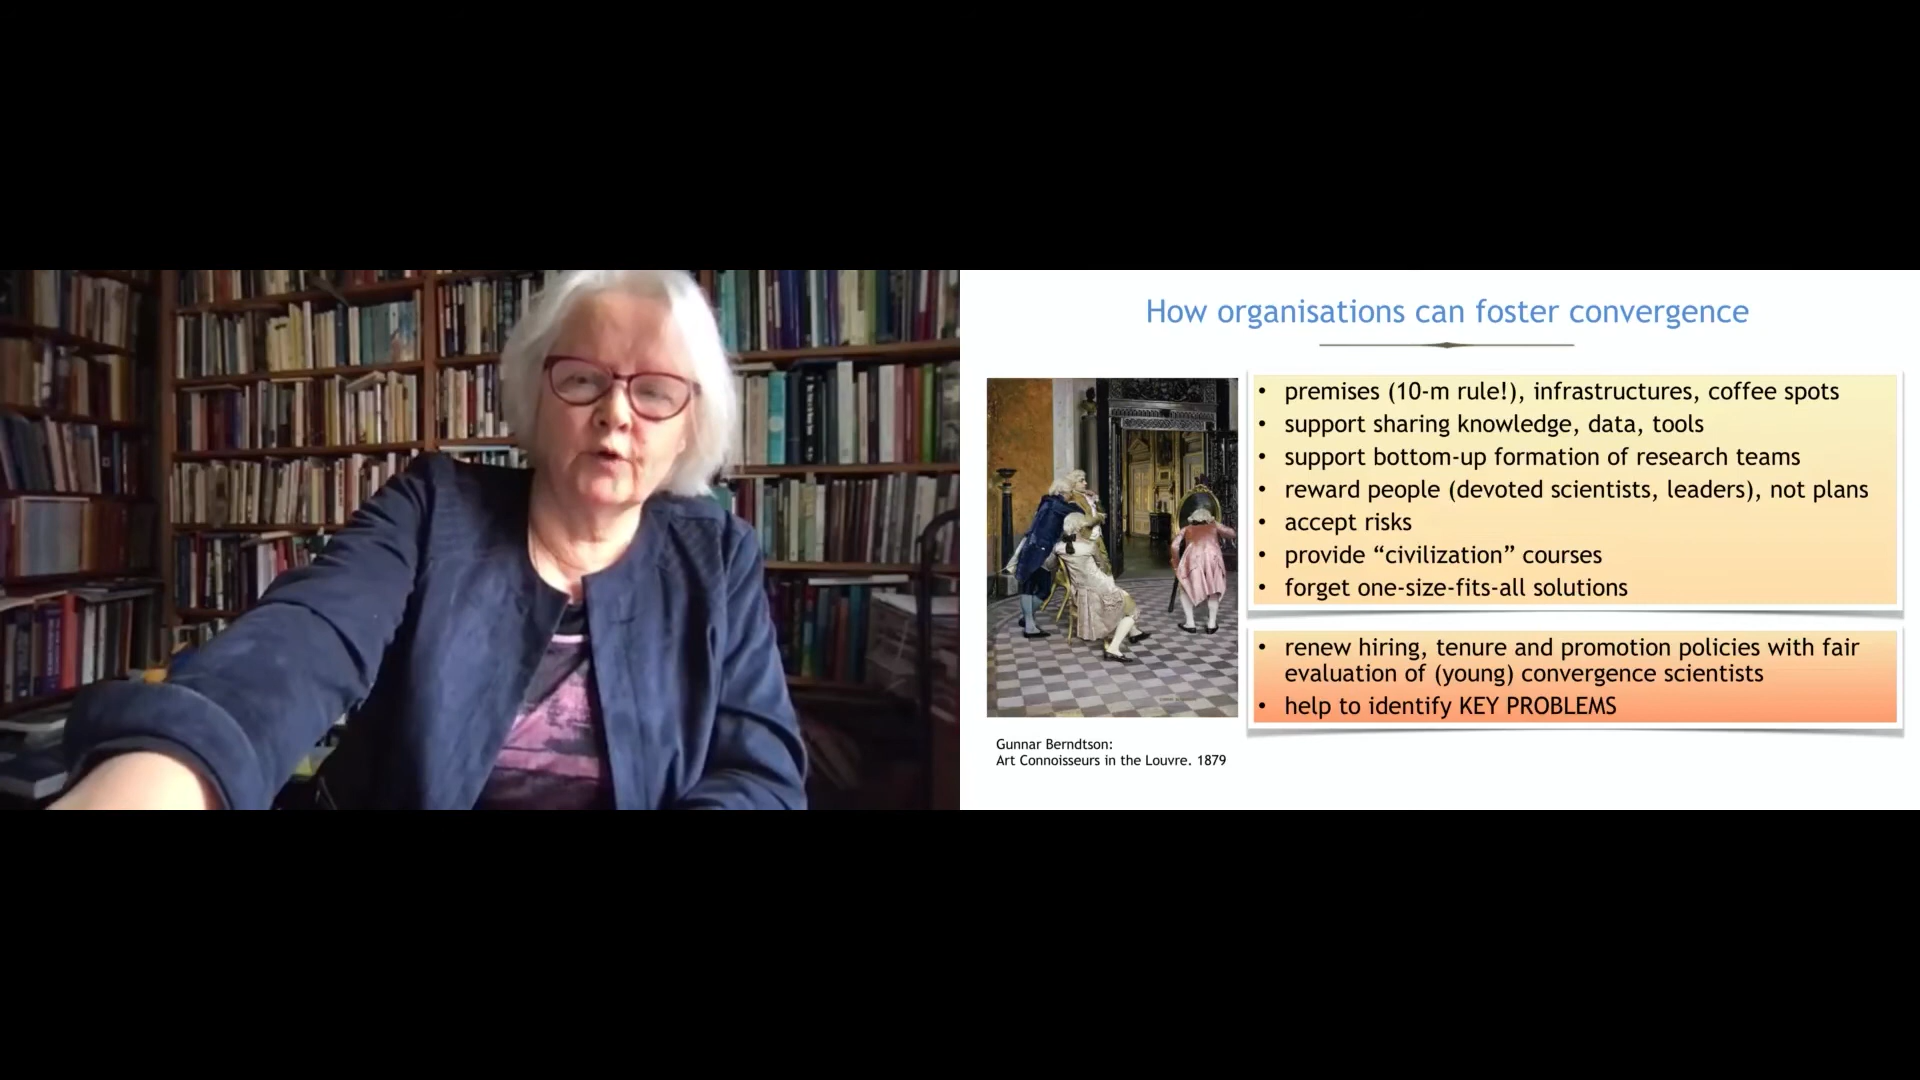 How organisations can foster convergence
• premises (10-m rule!), infrastructures, coffee spots
• support sharing knowledge, data, tools
• support bottom-up formation of research teams
• reward people (devoted scientists, leaders), not plans
• accept risks
• provide “civilization” courses
• forget one-size-fits-all solutions
• renew hiring, tenure and promotion policies with fair
evaluation of (young) convergence scientists
• help to identify KEY PROBLEMS
Gunnar Berndtson:
Art Connoisseurs in the Louvre. 1879